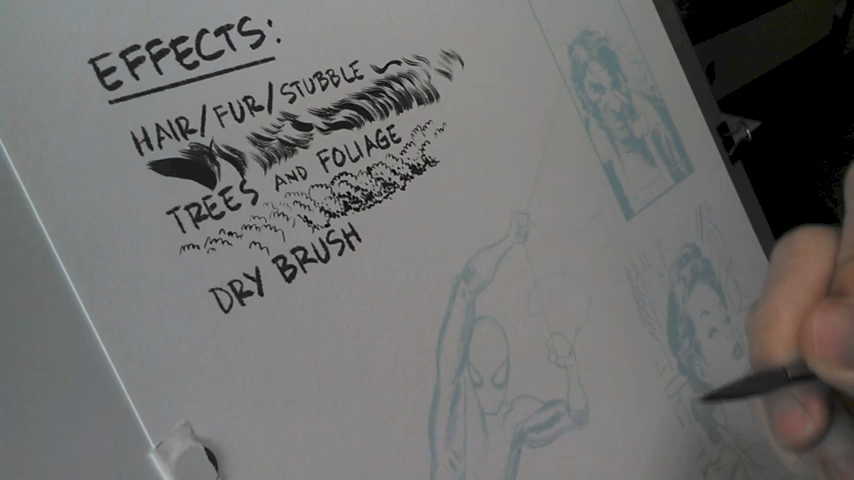 EFFECTS:
HAIR/FUR/STUBBLE
TREES AND FOLIAGE
DRY BRUSH